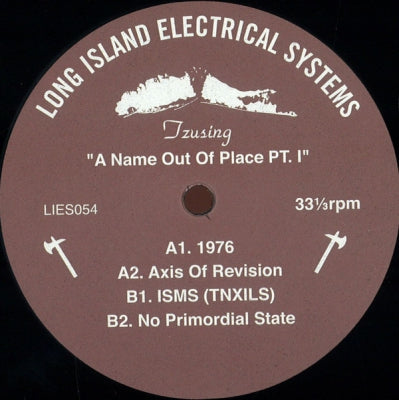 LONG ISLAND ELECTRICAL SYSTEMS
Tzusing
"A Name Out Of Place PT. I"
LIES054
33⅓rpm
A1. 1976
A2. Axis Of Revision
B1. ISMS (TNXILS)
B2. No Primordial State